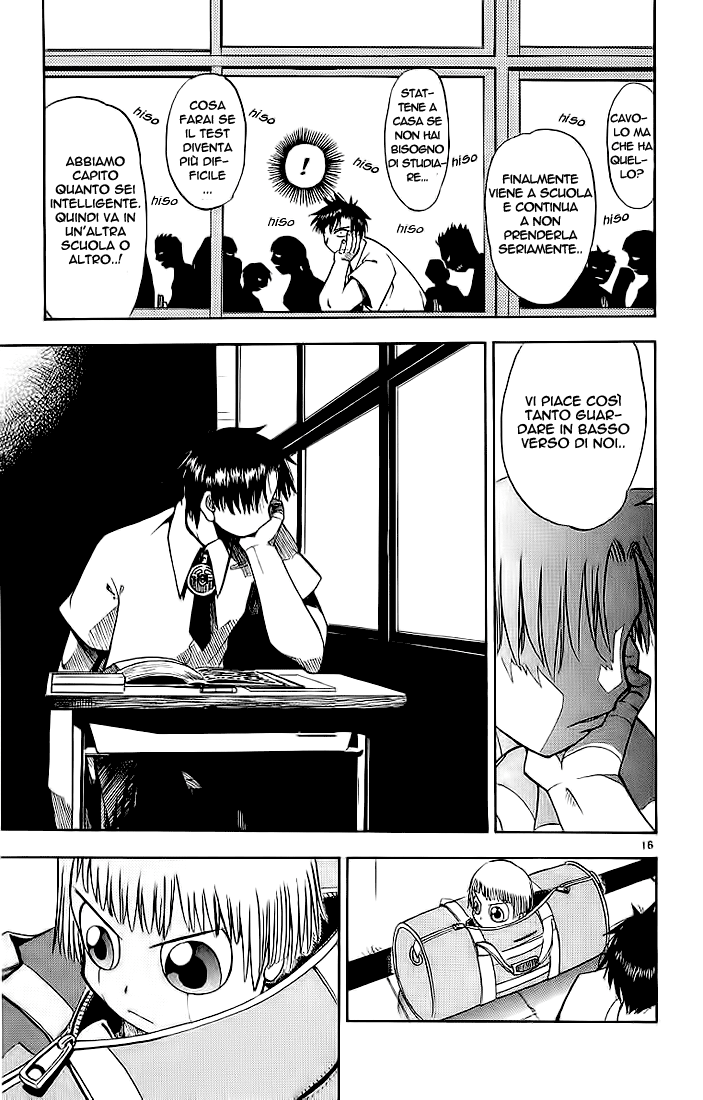 CAVO-
LO MA
CHE HA
QUEL-
LO?
hiso
hiso
FINALMENTE
VIENE A SCUOLA
E CONTINUA
A NON
PRENDERLA
SERIAMENTE..
STAT-
TENE A
CASA SE
NON HAI
BISOGNO
DI STUDIA-
RE...
hiso
hiso
hiso
!
hiso
hiso
COSA
FARAI SE
IL TEST
DIVENTA
PIÙ DIF-
FICILE
...
hiso
hiso
ABBIAMO
CAPITO
QUANTO SEI
INTELLIGENTE.
QUINDI VA IN
UN'ALTRA
SCUOLA O
ALTRO..!
VI PIACE COSÌ
TANTO GUAR-
DARE IN BASSO
VERSO DI NOI..
16